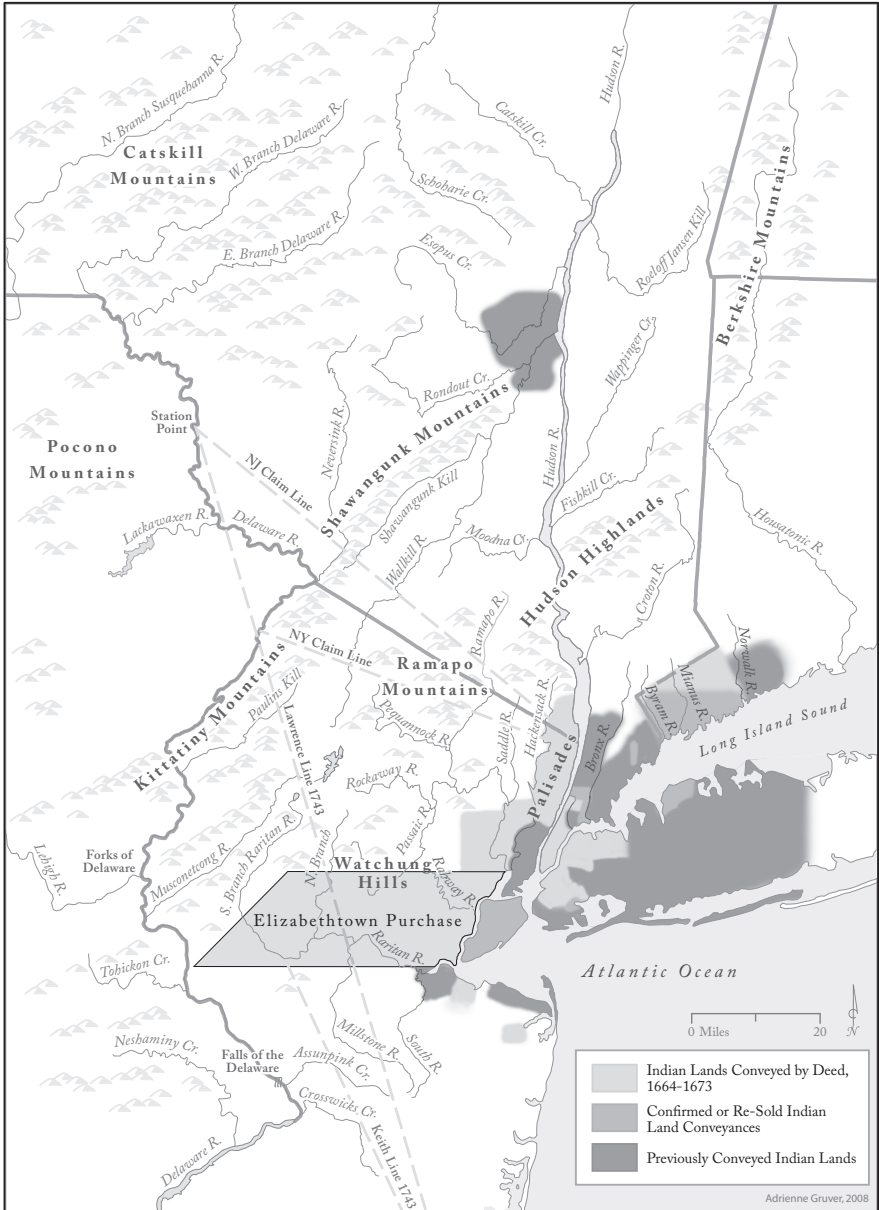 N. Branch Susquehanna R.
Hudson R.
Catskill
Mountains
W. Branch Delaware R.
Catskill Cr.
Schoharie Cr.
E. Branch Delaware R.
Esopus Cr.
Roeloff Jansen Kill
Berkshire Mountains
Wappinger Cr.
Rondout Cr.
Station
Point
Pocono
Mountains
Neversink R.
Shawangunk Mountains
NJ Claim Line
Shawangunk Kill
Hudson R.
Fishkill Cr.
Lackawaxen R.
Delaware R.
Wallkill R.
Moodna Cr.
Hudson Highlands
Housatonic R.
Croton R.
Ramapo R.
NY Claim Line
Ramapo
Mountains
Kittatiny Mountains
Paulins Kill
Lawrence Line 1743
Pequannock R.
Saddle R.
Hackensack R.
Palisades
Bronx R.
Byram R.
Mianus R.
Norwalk R.
Long Island Sound
Rockaway R.
Passaic R.
Lehigh R.
Forks of
Delaware
Musconetcong R.
S. Branch Raritan R.
N. Branch
Watchung
Hills
Rahway R.
Elizabethtown Purchase
Raritan R.
Tohickon Cr.
Atlantic Ocean
Neshaminy Cr.
Falls of the
Delaware
Millstone R.
South R.
Assunpink Cr.
Crosswicks Cr.
Keith Line 1743
Delaware R.
0 Miles 20
N
Indian Lands Conveyed by Deed,
1664-1673
Confirmed or Re-Sold Indian
Land Conveyances
Previously Conveyed Indian Lands
Adrienne Gruver, 2008